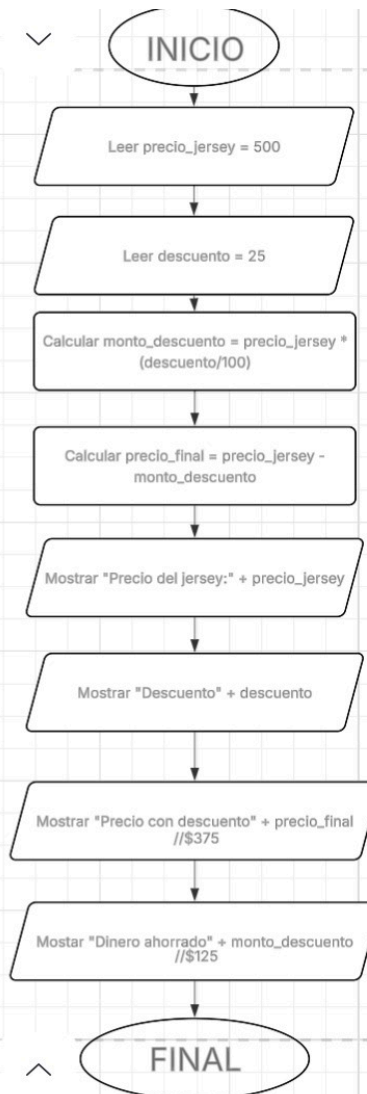 INICIO
Leer precio_jersey = 500
Leer descuento = 25
Calcular monto_descuento = precio_jersey *
(descuento/100)
Calcular precio_final = precio_jersey -
monto_descuento
Mostrar "Precio del jersey:" + precio_jersey
Mostrar "Descuento" + descuento
Mostrar "Precio con descuento" + precio_final
//$375
Mostar "Dinero ahorrado" + monto_descuento
//$125
FINAL